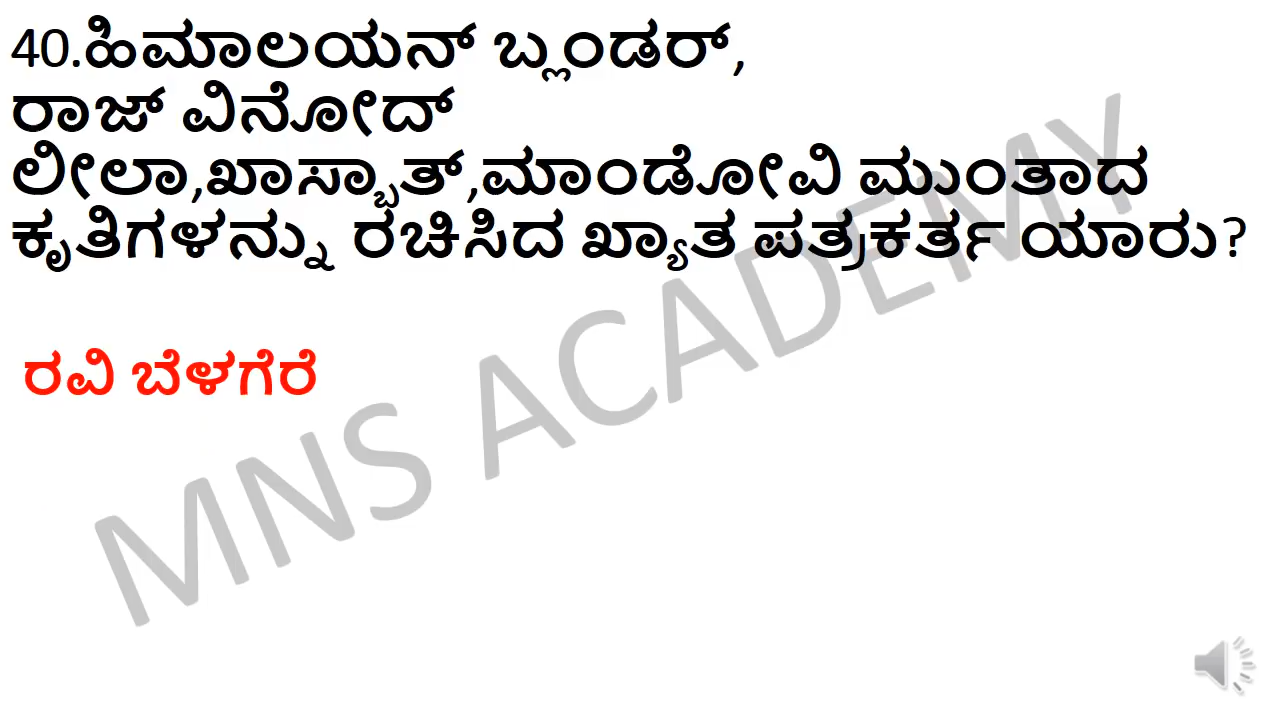 40.ಹಿಮಾಲಯನ್ ಬ್ಲಂಡರ್,
ರಾಜ್ ವಿನೋದ್
ಲೀಲಾ,ಖಾಸ್ಬಾತ್,ಮಾಂಡೋವಿ ಮುಂತಾದ
ಕೃತಿಗಳನ್ನು ರಚಿಸಿದ ಖ್ಯಾತ ಪತ್ರಕರ್ತ ಯಾರು?
ರವಿ ಬೆಳಗೆರೆ
MNS ACADEMY